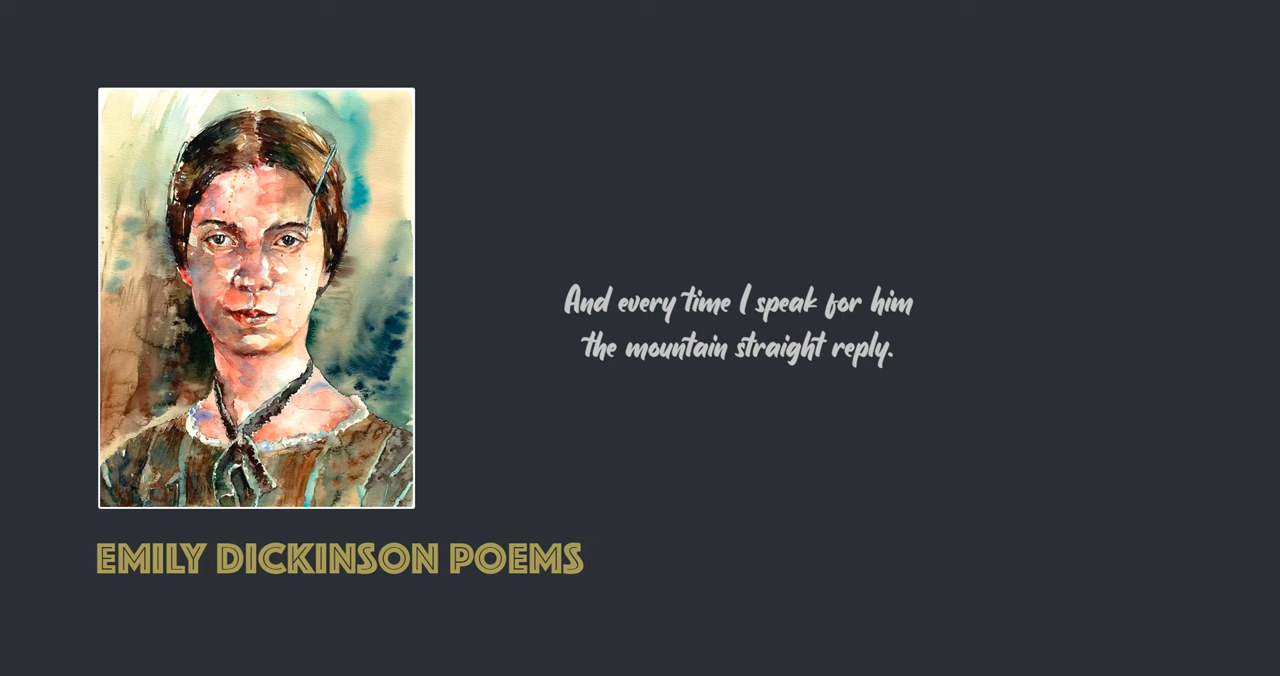 And every time I speak for him
the mountain straight reply.
EMILY DICKINSON POEMS